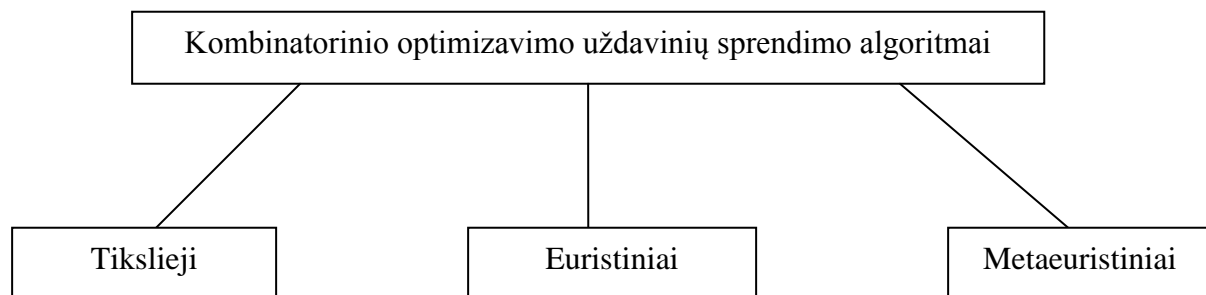 Kombinatorinio optimizavimo uždavinių sprendimo algoritmai
Tikslieji
Euristiniai
Metaeuristiniai